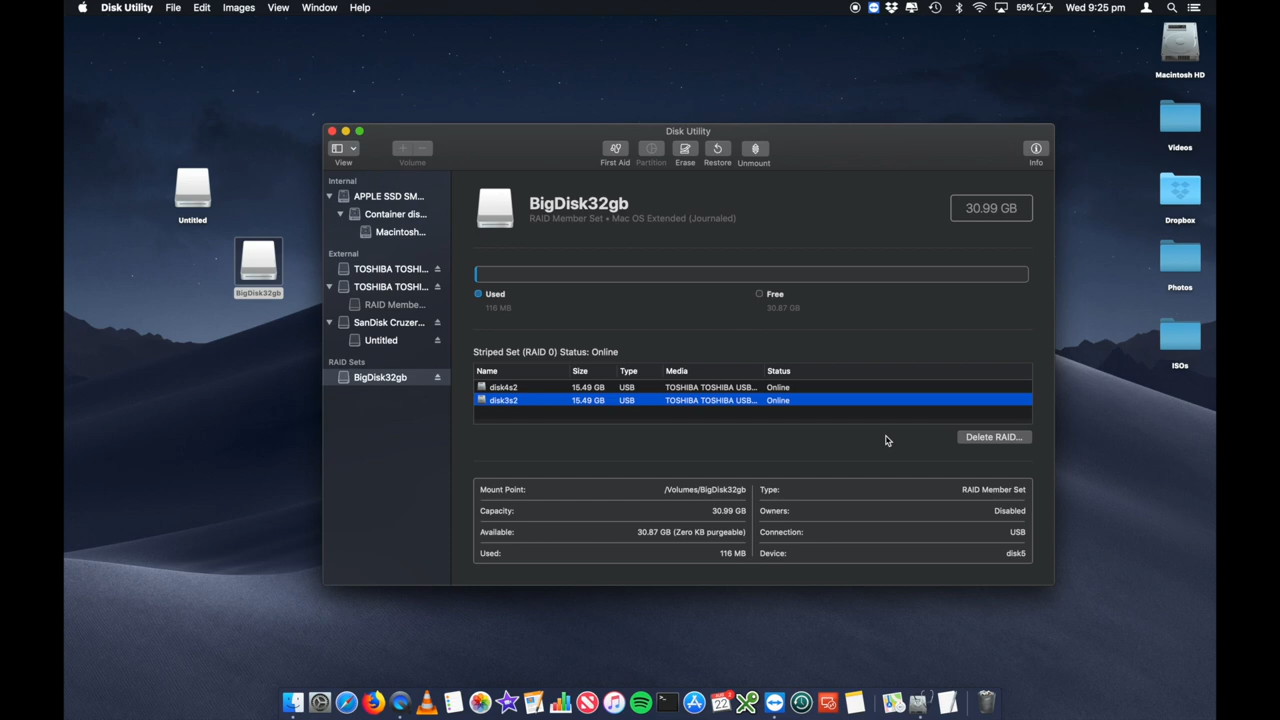 Disk Utility File Edit Images View Window Help 59% Wed 9:25 pm
Macintosh HD
Videos
Dropbox
Photos
ISOs
Untitled
BigDisk32gb
Disk Utility
View Volume First Aid Partition Erase Restore Unmount Info
Internal
APPLE SSD SM...
Container dis...
Macintosh...
External
TOSHIBA TOSHI...
TOSHIBA TOSHI...
RAID Membe...
SanDisk Cruzer...
Untitled
RAID Sets
BigDisk32gb
BigDisk32gb
RAID Member Set • Mac OS Extended (Journaled)
30.99 GB
Used Free
116 MB 30.87 GB
Striped Set (RAID 0) Status: Online
Name Size Type Media Status
disk4s2 15.49 GB USB TOSHIBA TOSHIBA USB... Online
disk3s2 15.49 GB USB TOSHIBA TOSHIBA USB... Online
Delete RAID...
Mount Point: /Volumes/BigDisk32gb Type: RAID Member Set
Capacity: 30.99 GB Owners: Disabled
Available: 30.87 GB (Zero KB purgeable) Connection: USB
Used: 116 MB Device: disk5
22